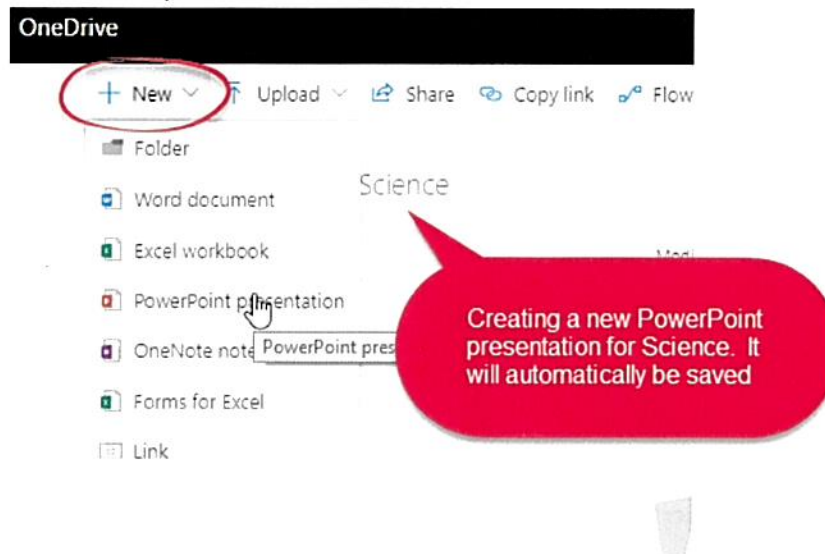 OneDrive
New Upload Share Copy link Flow
Folder
Science
Word document
Excel workbook
PowerPoint presentation
OneNote note
PowerPoint pres
Forms for Excel
Link
Creating a new PowerPoint
presentation for Science. It
will automatically be saved